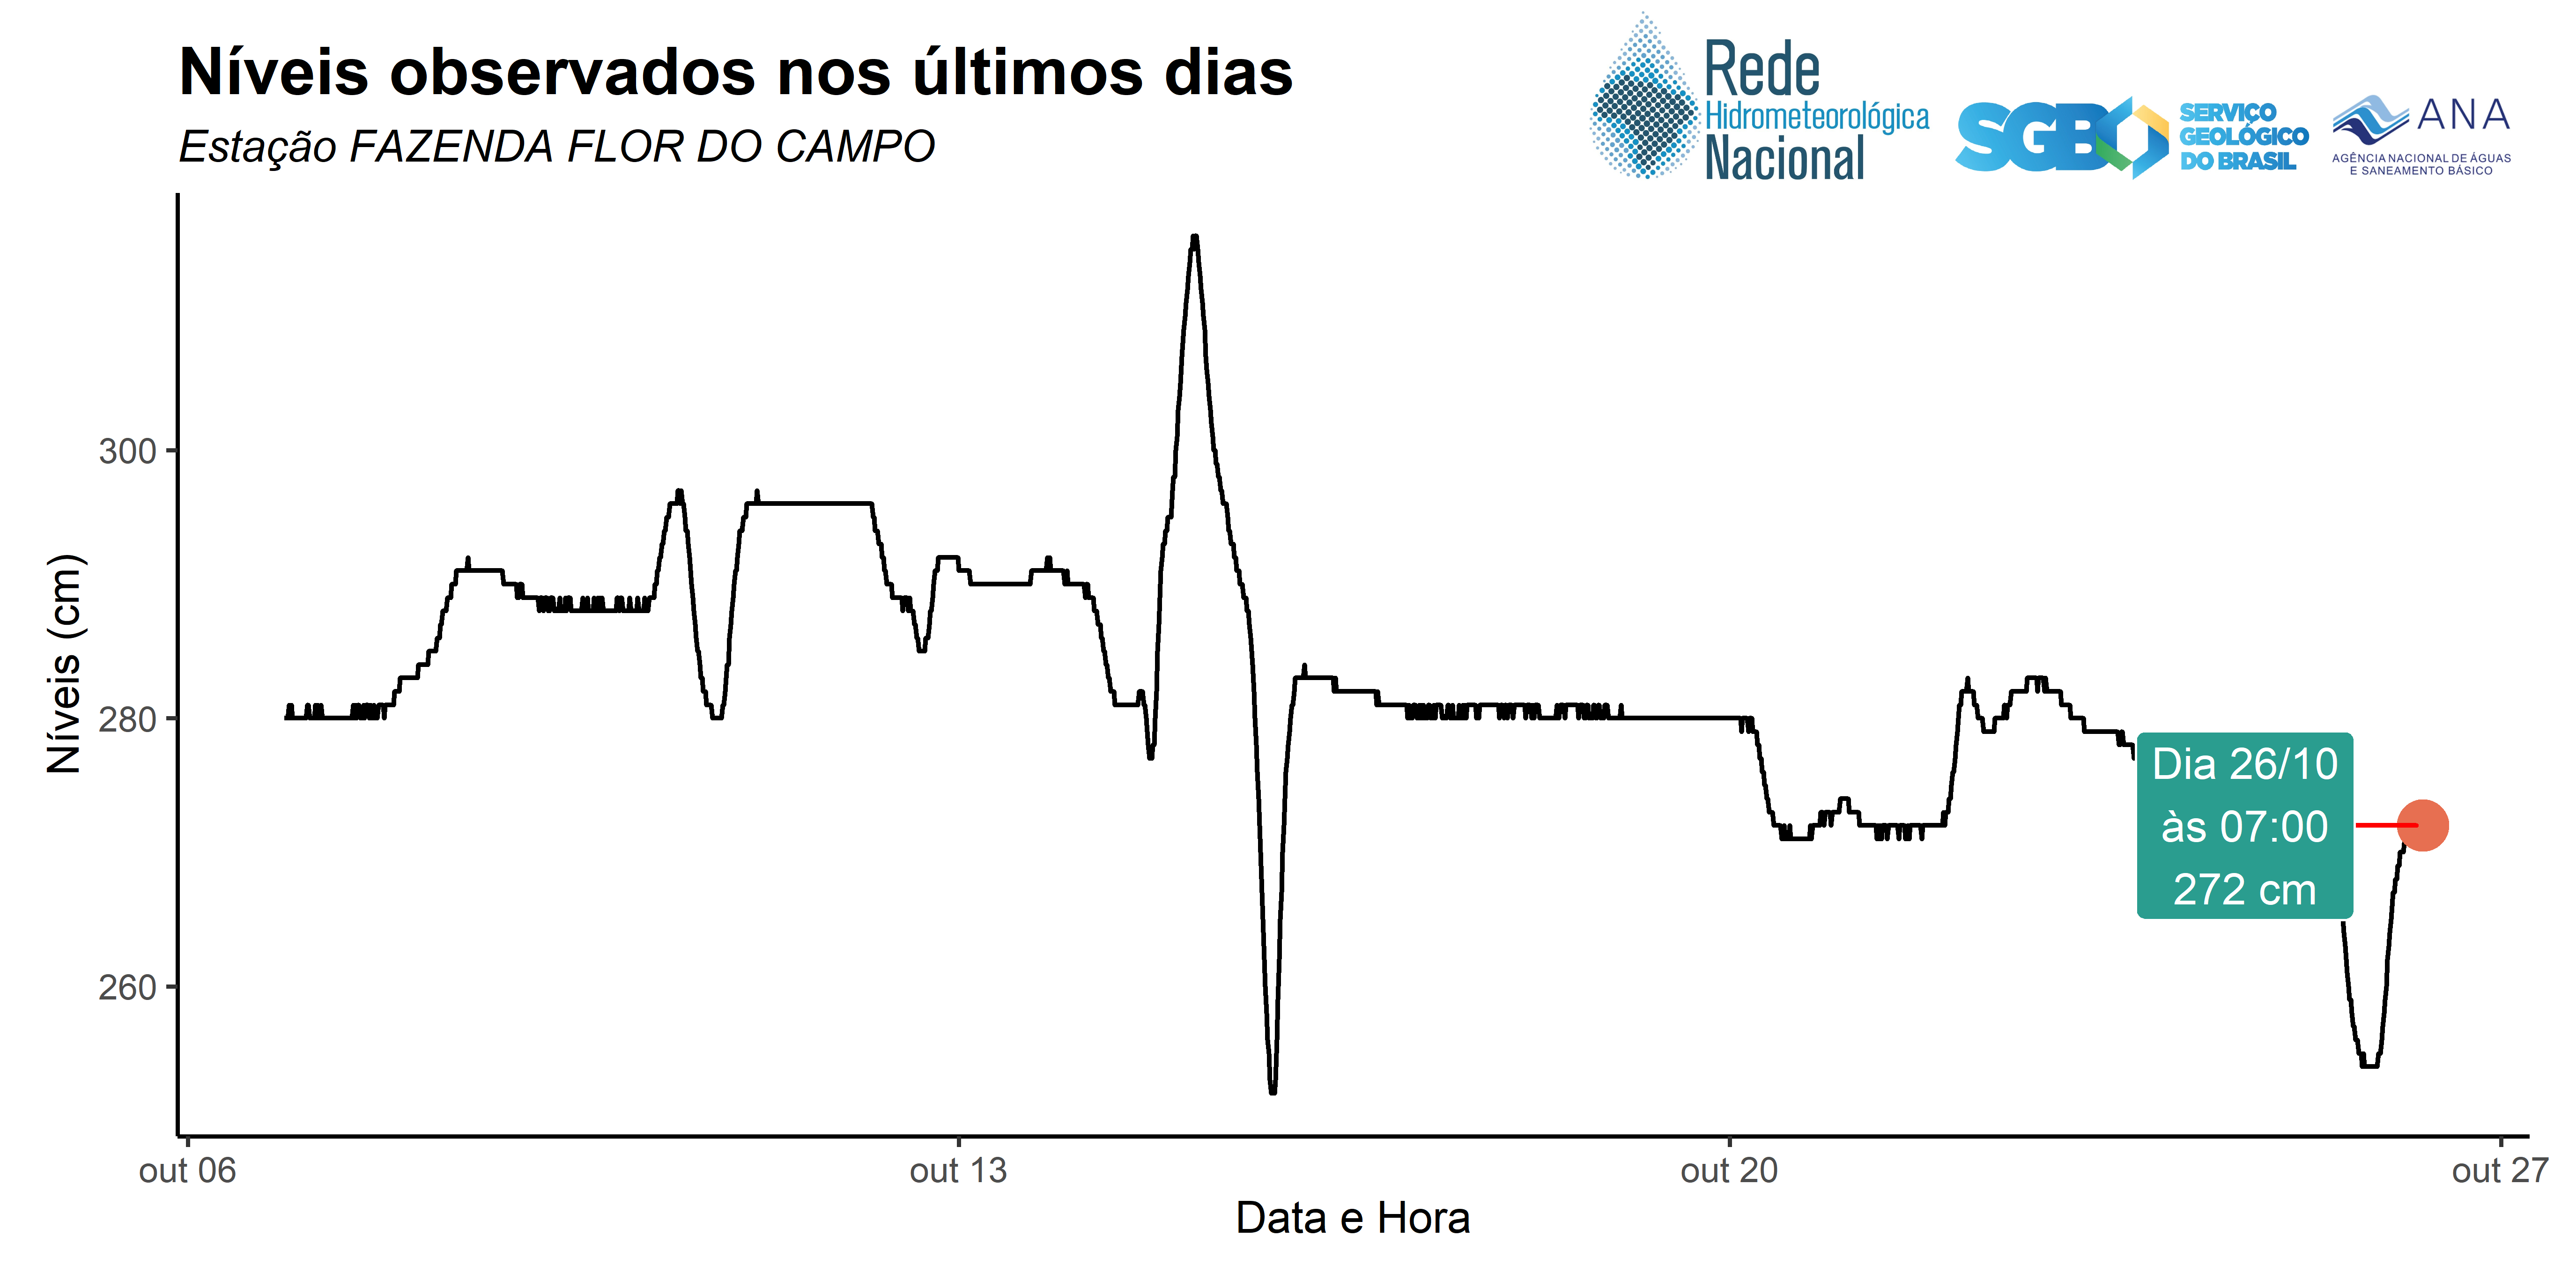 Níveis observados nos últimos dias
Estação FAZENDA FLOR DO CAMPO
Rede
Hidrometeorológica
Nacional
SGB
SERVIÇO
GEOLÓGICO
DO BRASIL
ANA
AGÊNCIA NACIONAL DE ÁGUAS
E SANEAMENTO BÁSICO
Níveis (cm)
300
280
260
Dia 26/10
às 07:00
272 cm
out 06
out 13
out 20
out 27
Data e Hora